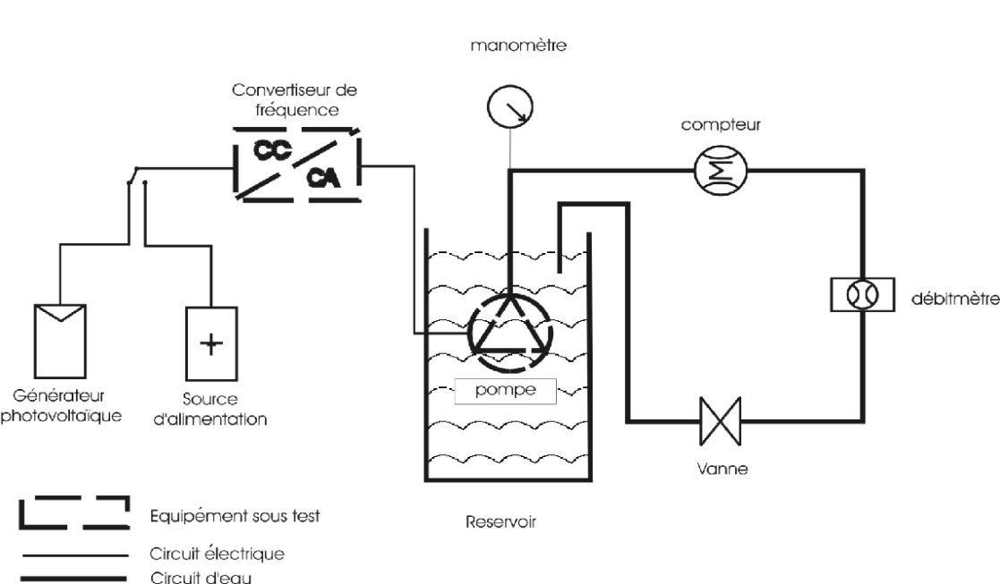 manomètre
Convertiseur de
fréquence
CC
CA
compteur
M
débitmètre
Générateur
photovoltaïque
Source
d'alimentation
pompe
Vanne
Reservoir
Equipément sous test
Circuit électrique
Circuit d'eau